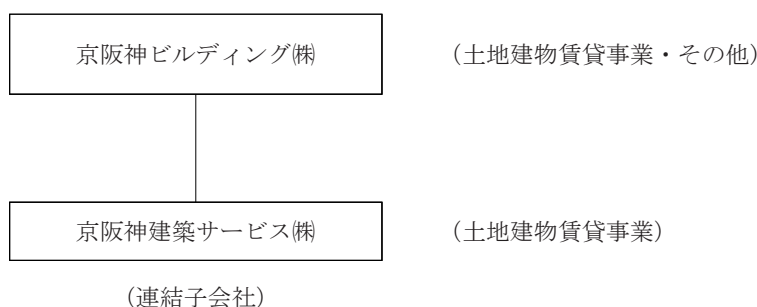 京阪神ビルディング㈱ （土地建物賃貸事業・その他）
京阪神建築サービス㈱ （土地建物賃貸事業）
（連結子会社）